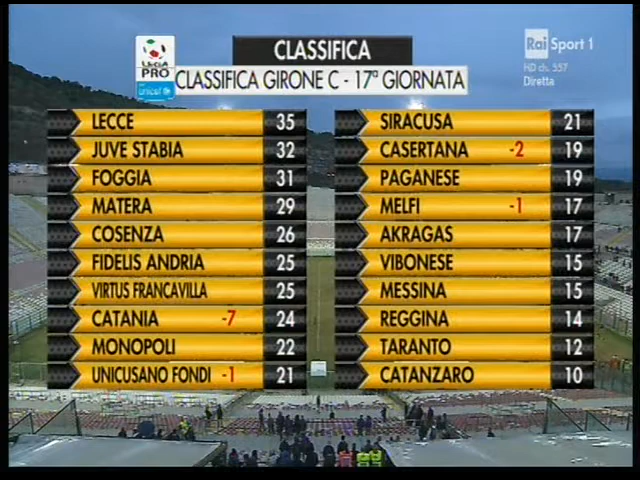 CLASSIFICA
LEGA
PRO
unicef
CLASSIFICA GIRONE C - 17ª GIORNATA
Rai Sport 1
HD ch. 557
Diretta
LECCE 35
JUVE STABIA 32
FOGGIA 31
MATERA 29
COSENZA 26
FIDELIS ANDRIA 25
VIRTUS FRANCAVILLA 25
CATANIA -7 24
MONOPOLI 22
UNICUSANO FONDI -1 21
SIRACUSA 21
CASERTANA -2 19
PAGANESE 19
MELFI -1 17
AKRAGAS 17
VIBONESE 15
MESSINA 15
REGGINA 14
TARANTO 12
CATANZARO 10